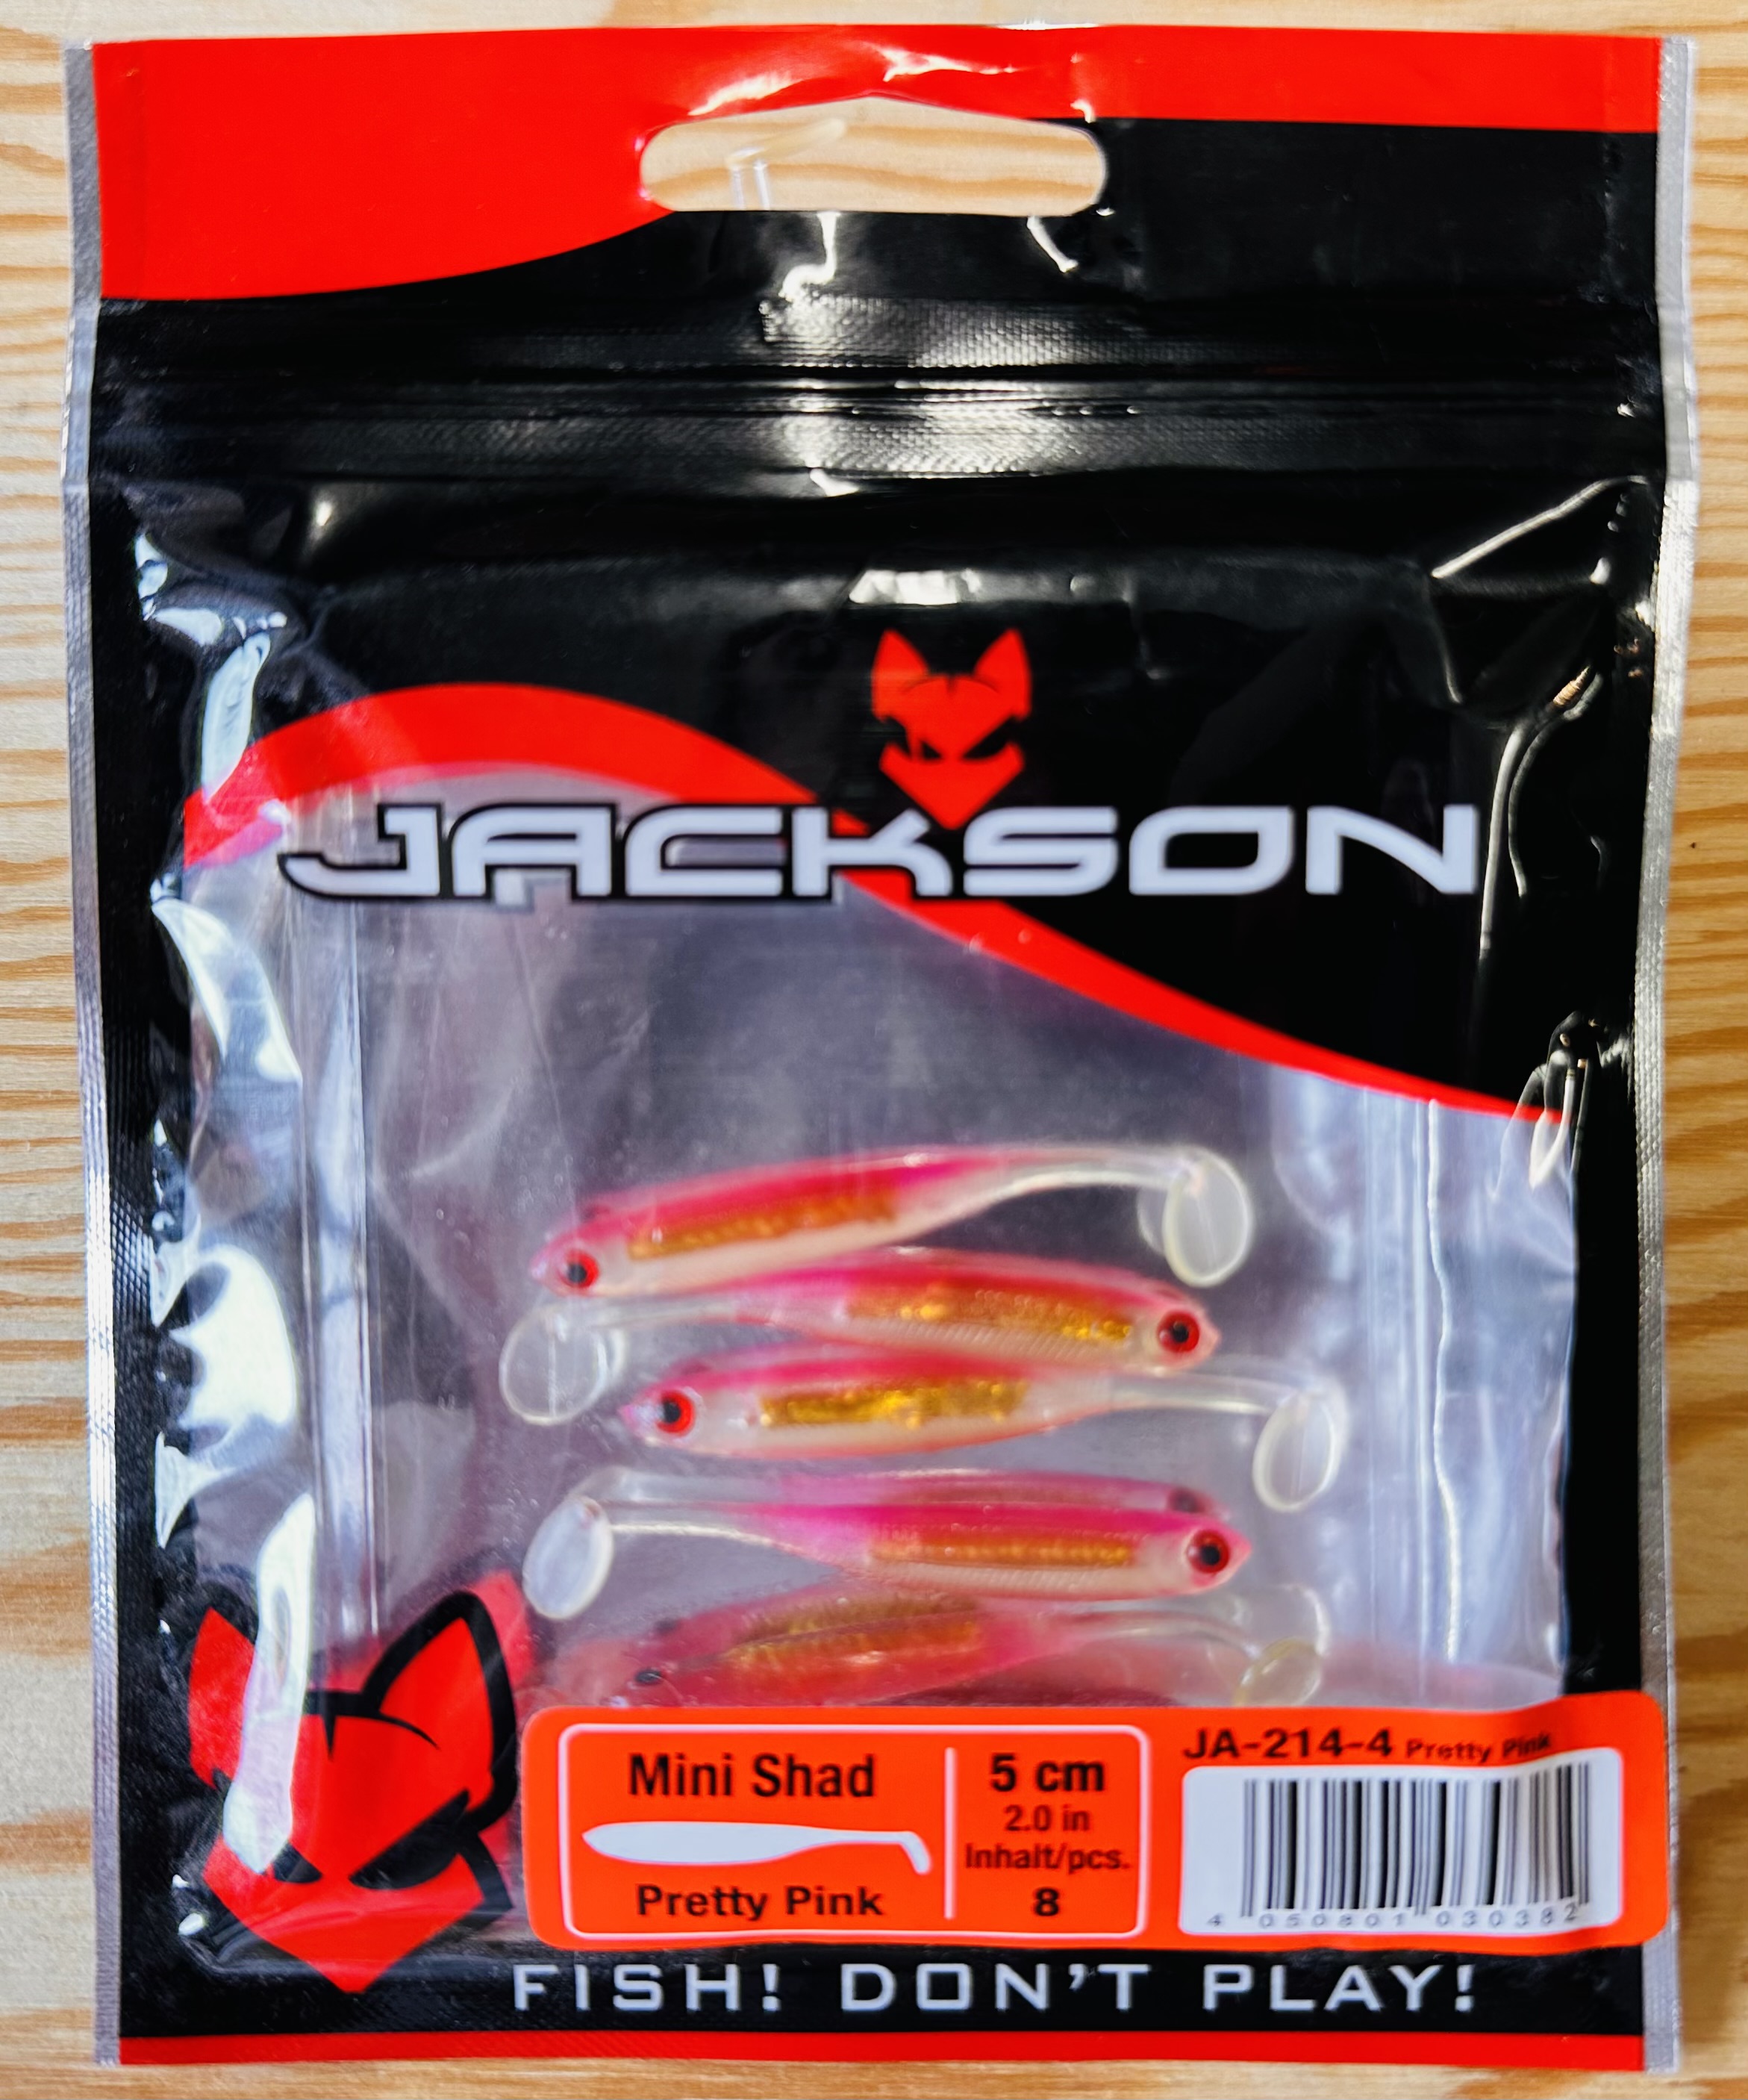 JACKSON
Mini Shad
Pretty Pink
5 cm
2.0 in
Inhalt/pcs.
8
JA-214-4 Pretty Pink
4 050801 030382
FISH! DON'T PLAY!